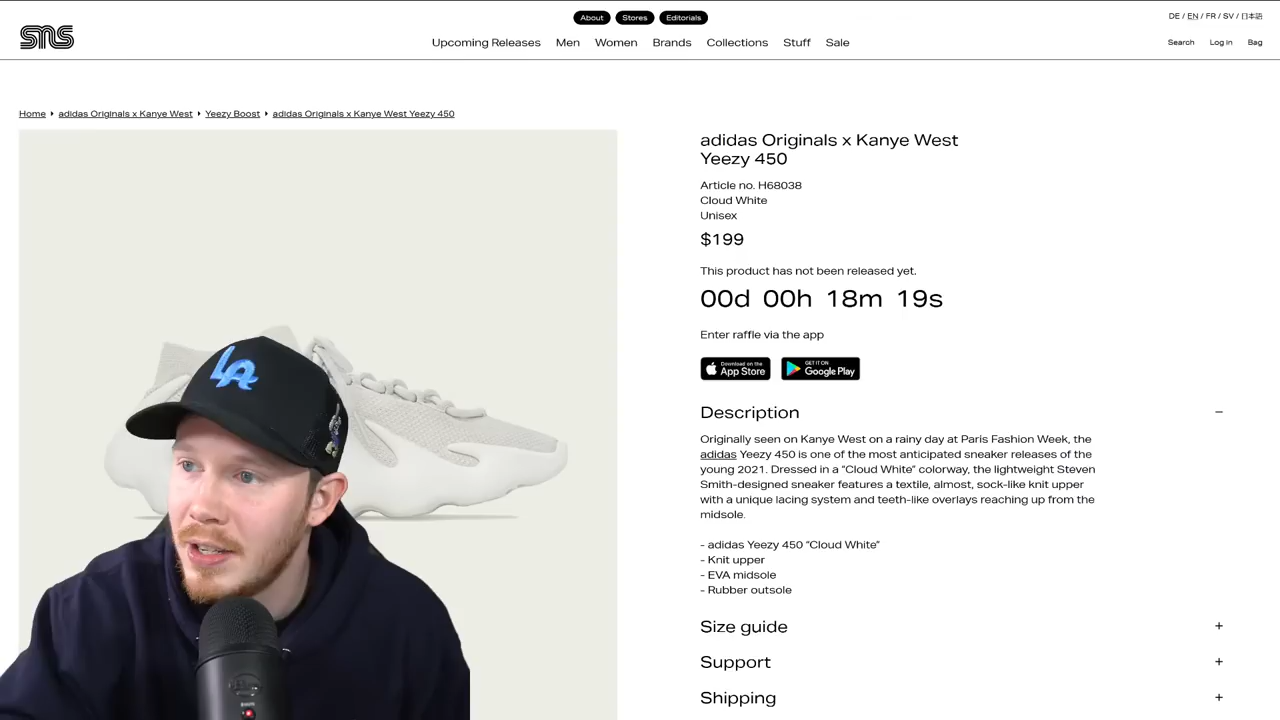 About
Stores
Editorials
DE / EN / FR / SV / 日本語
sns
Upcoming Releases
Men
Women
Brands
Collections
Stuff
Sale
Search
Log in
Bag
Home
adidas Originals x Kanye West
Yeezy Boost
adidas Originals x Kanye West Yeezy 450
adidas Originals x Kanye West
Yeezy 450
Article no. H68038
Cloud White
Unisex
$199
This product has not been released yet.
00d 00h 18m 19s
Enter raffle via the app
Download on the
App Store
GET IT ON
Google Play
Description
Originally seen on Kanye West on a rainy day at Paris Fashion Week, the
adidas Yeezy 450 is one of the most anticipated sneaker releases of the
young 2021. Dressed in a “Cloud White” colorway, the lightweight Steven
Smith-designed sneaker features a textile, almost, sock-like knit upper
with a unique lacing system and teeth-like overlays reaching up from the
midsole.
- adidas Yeezy 450 “Cloud White”
- Knit upper
- EVA midsole
- Rubber outsole
Size guide
Support
Shipping
LA